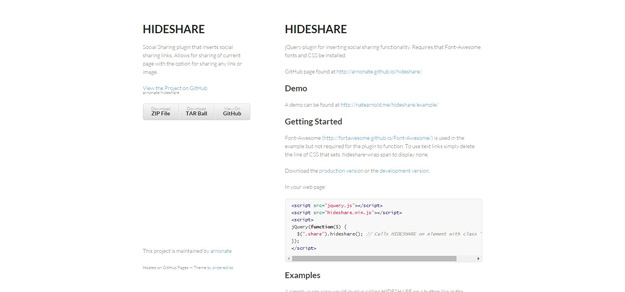 HIDESHARE
Social Sharing plugin that inverts social
sharing links. Allows for sharing of current
page with the option for sharing any link or
image.
View the Project on GitHub
arnonate hideshare
Download
ZIP File
Download
TAR Ball
View On
GitHub
This project is maintained by arnonate
Hosted on GitHub Pages — Theme by orderedlist
HIDESHARE
jQuery plugin for inverting social sharing functionality. Requires that Font-Awesome
fonts and CSS be installed.
GitHub page found at http://arnonate.github.io/hideshare/
Demo
A demo can be found at http://natearnold.me/hideshare/example/
Getting Started
Font-Awesome (http://fortawesome.github.io/Font-Awesome/) is used in the
example but not required for the plugin to function. To use text links simply delete
the line of CSS that sets .hideshare-wrap span to display none.
Download the production version or the development version.
In your web page:
<script src="jquery.js"></script>
<script src="hideshare.min.js"></script>
<script>
jQuery(function($) {
$(".share").hideshare(); // Calls HIDESHARE on element with class "
});
</script>
Examples